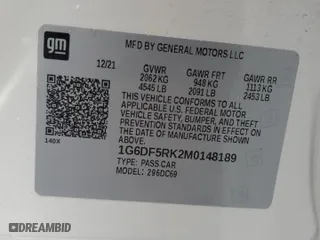 gm
MFD BY GENERAL MOTORS LLC
12/21 GVWR GAWR FRT GAWR RR
2062 KG 948 KG 1113 KG
4545 LB 2091 LB 2453 LB
THIS VEHICLE CONFORMS TO ALL
APPLICABLE U.S. FEDERAL MOTOR
VEHICLE SAFETY, BUMPER, AND THEFT
PREVENTION STANDARDS IN EFFECT ON
THE DATE OF MANUFACTURE SHOWN
ABOVE.
140X
1G6DF5RK2M0148189
TYPE: PASS CAR
MODEL: 296DC69
© DREAMBID
DREAMBID.COM